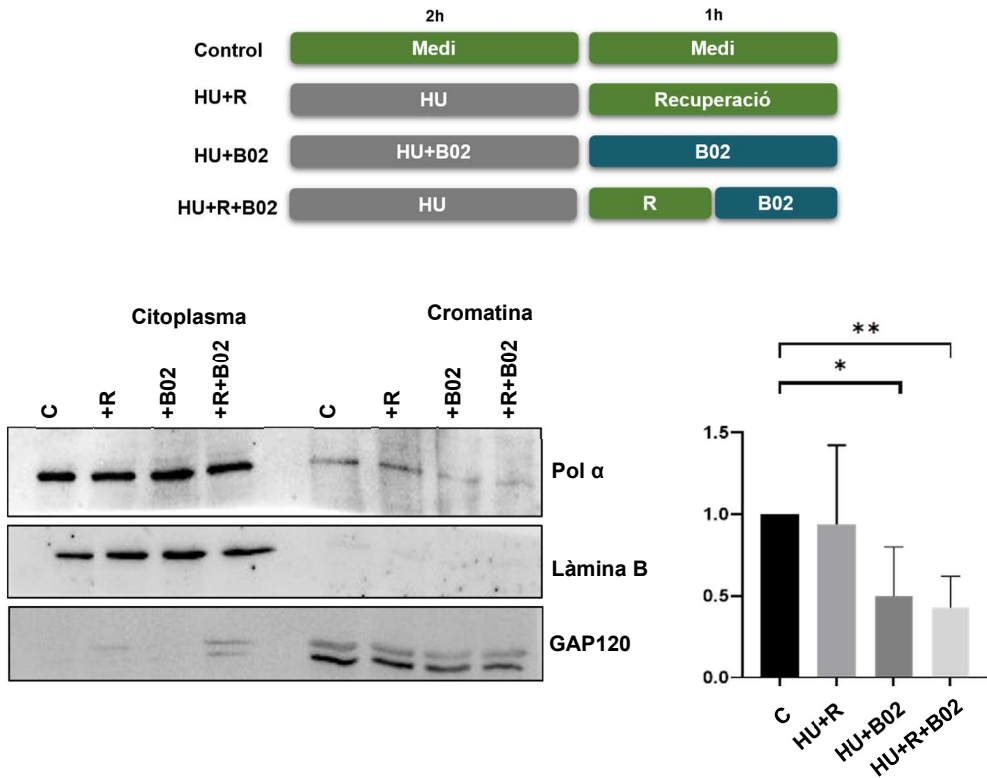 2h 1h
Control Medi Medi
HU+R HU Recuperació
HU+B02 HU+B02 B02
HU+R+B02 HU R B02
Citoplasma Cromatina
C +R +B02 +R+B02 C +R +B02 +R+B02
Pol α
Làmina B
GAP120
**
*
1.5
1.0
0.5
0.0
C HU+R HU+B02 HU+R+B02